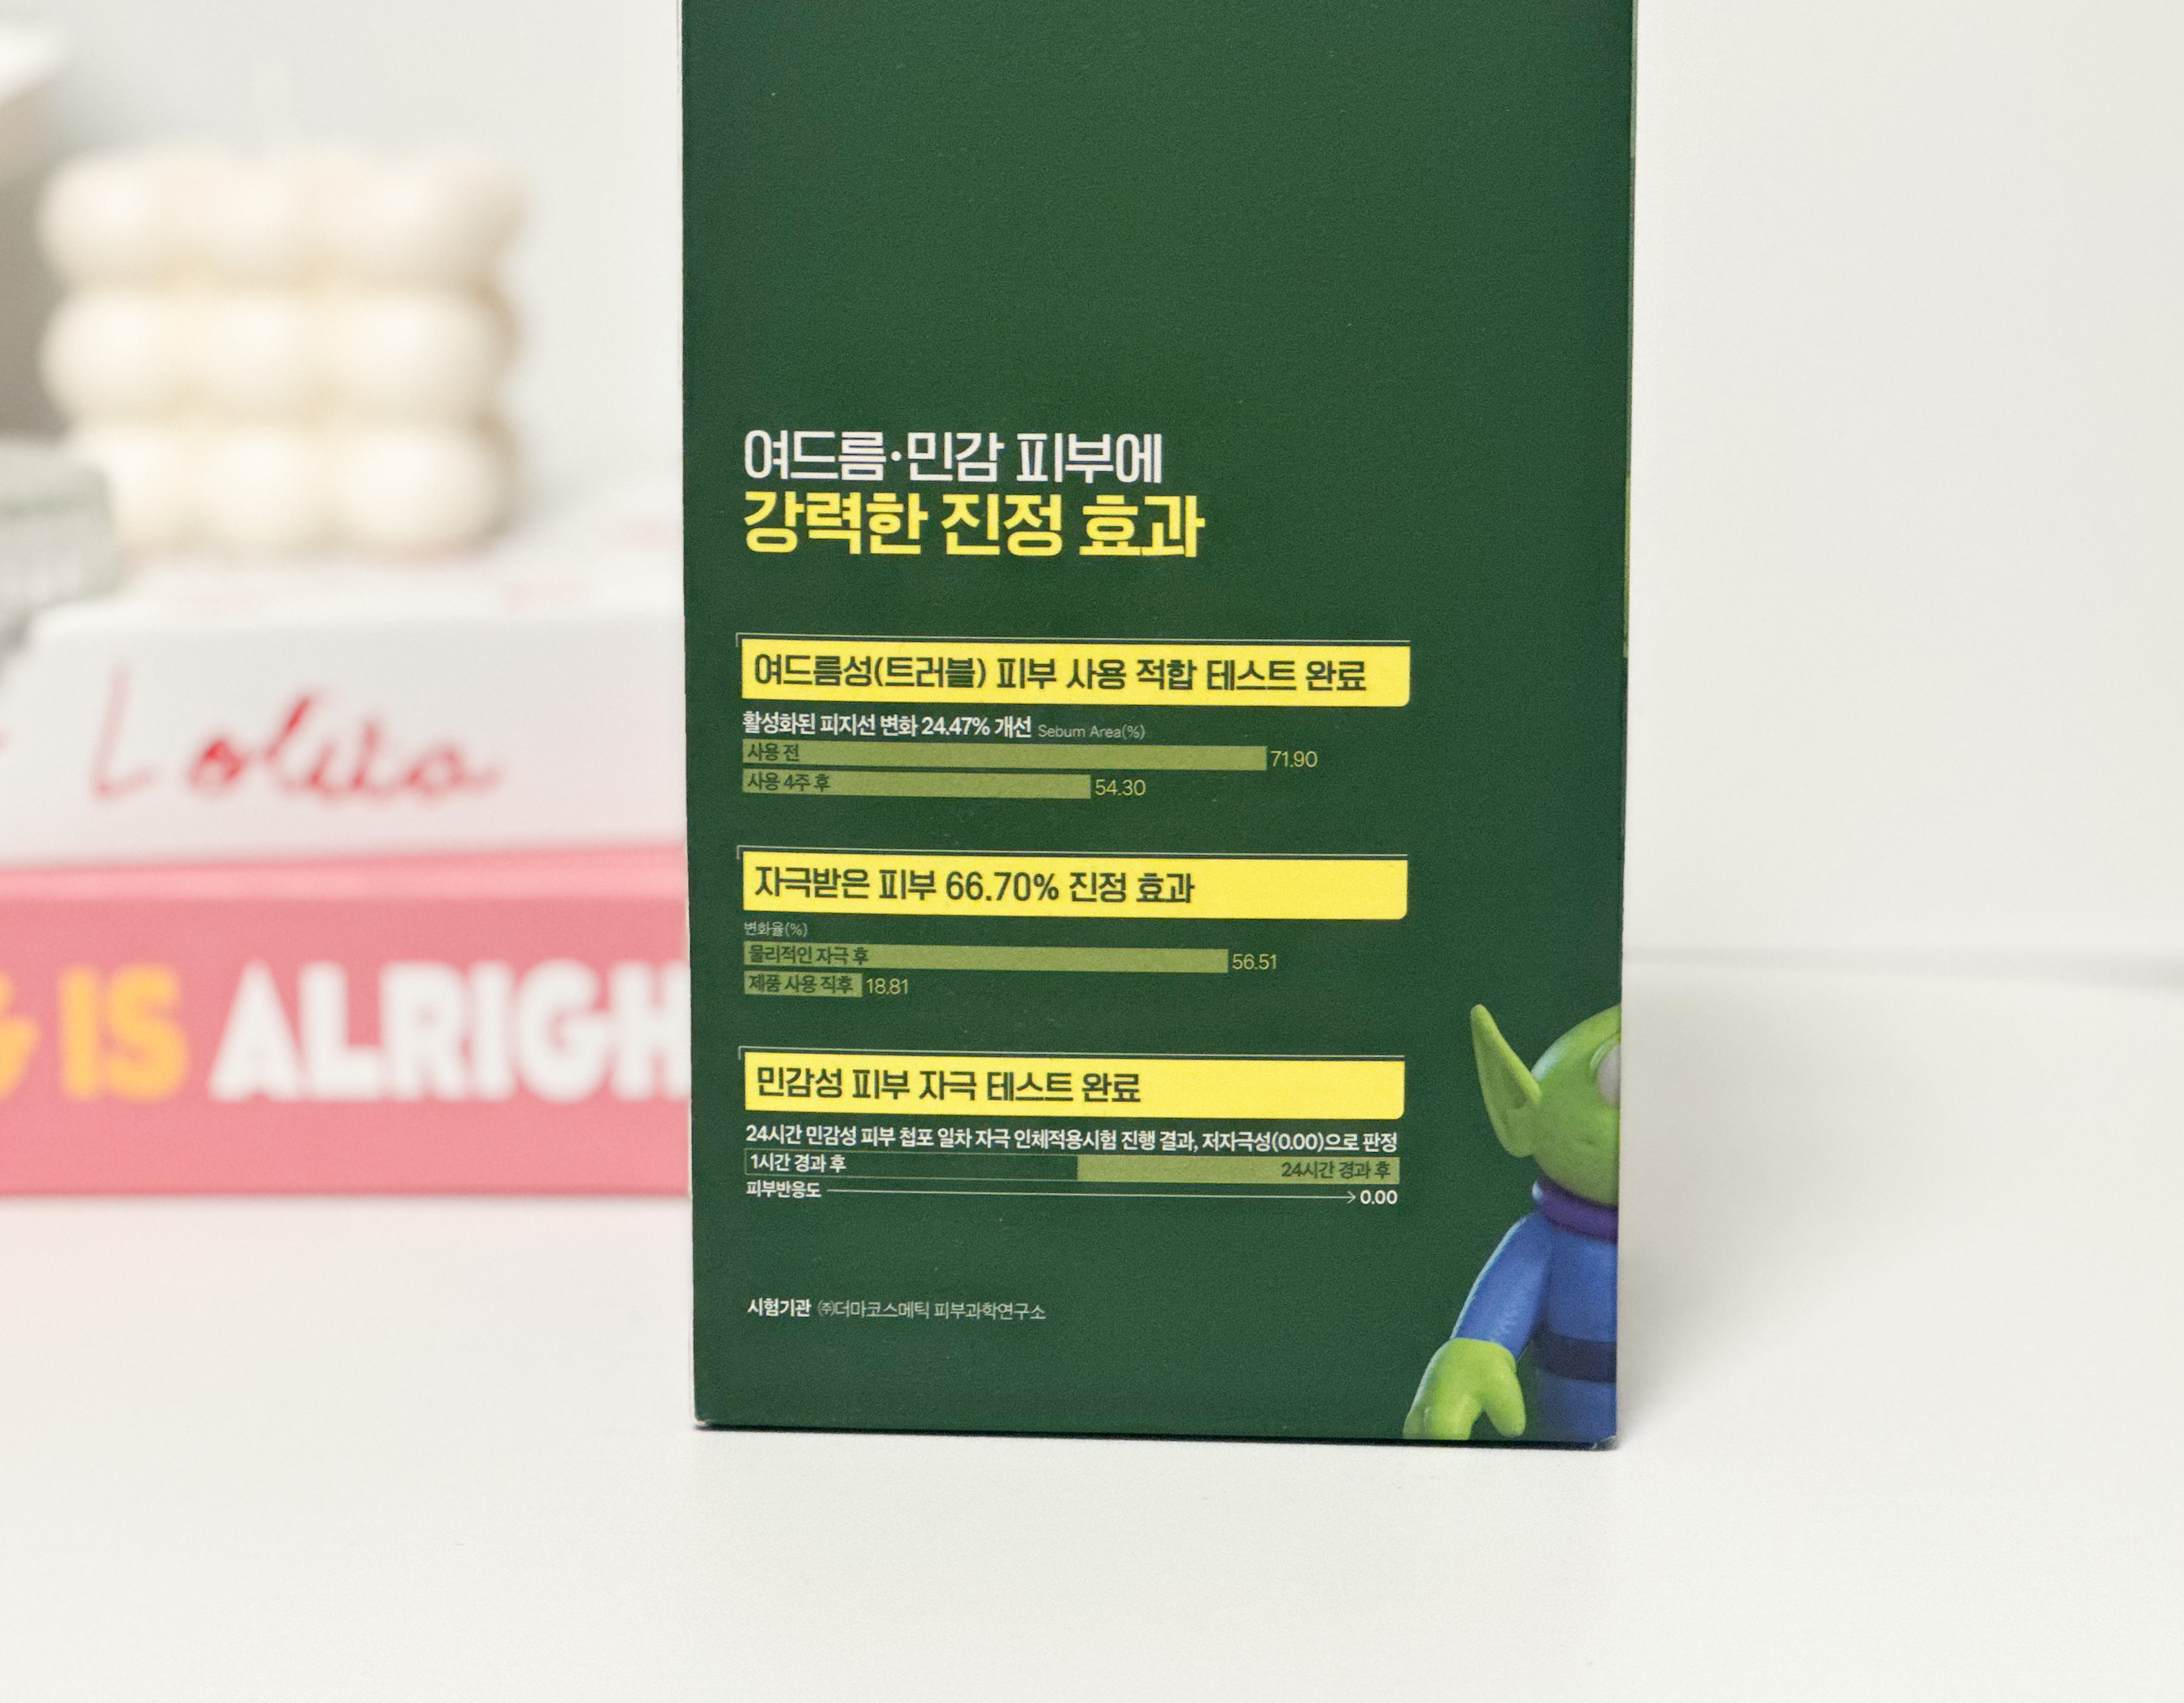 여드름·민감 피부에
강력한 진정 효과
여드름성(트러블) 피부 사용 적합 테스트 완료
활성화된 피지선 변화 24.47% 개선 Sebum Area(%)
사용 전 71.90
사용 4주 후 54.30
자극받은 피부 66.70% 진정 효과
변화율(%)
물리적인 자극 후 56.51
제품 사용 직후 18.81
민감성 피부 자극 테스트 완료
24시간 민감성 피부 첩포 일차 자극 인체적용시험 진행 결과, 저자극성(0.00)으로 판정
1시간 경과 후 24시간 경과 후
피부반응도 0.00
시험기관 ㈜더마코스메틱 피부과학연구소
Lolita
IS ALRIGH